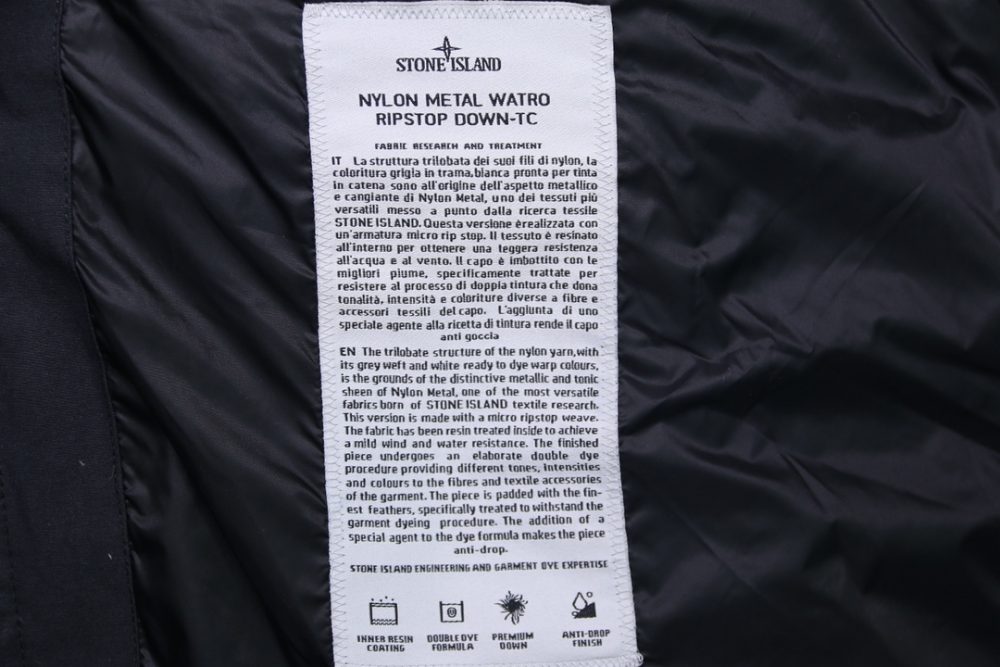 STONE ISLAND
NYLON METAL WATRO
RIPSTOP DOWN-TC
FABRIC RESEARCH AND TREATMENT
IT La struttura trilobata dei suoi fili di nylon, la
coloritura grigia in trama, bianca pronta per tinta
in catena sono all'origine dell'aspetto metallico
e cangiante di Nylon Metal, uno dei tessuti più
versatili messo a punto dalla ricerca tessile
STONE ISLAND. Questa versione èrealizzata con
un'armatura micro rip stop. Il tessuto è resinato
all'interno per ottenere una leggera resistenza
all'acqua e al vento. Il capo è imbottito con le
migliori piume, specificamente trattate per
resistere al processo di doppia tintura che dona
tonalità, intensità e coloriture diverse a fibre e
accessori tessili del capo. L'aggiunta di uno
speciale agente alla ricetta di tintura rende il capo
anti goccia
EN The trilobate structure of the nylon yarn, with
its grey weft and white ready to dye warp colours,
is the grounds of the distinctive metallic and tonic
sheen of Nylon Metal, one of the most versatile
fabrics born of STONE ISLAND textile research.
This version is made with a micro ripstop weave.
The fabric has been resin treated inside to achieve
a mild wind and water resistance. The finished
piece undergoes an elaborate double dye
procedure providing different tones, intensities
and colours to the fibres and textile accessories
of the garment. The piece is padded with the fin-
est feathers, specifically treated to withstand the
garment dyeing procedure. The addition of a
special agent to the dye formula makes the piece
anti-drop.
STONE ISLAND ENGINEERING AND GARMENT DYE EXPERTISE
INNER RESIN
COATING
DOUBLE DYE
FORMULA
PREMIUM
DOWN
ANTI-DROP
FINISH